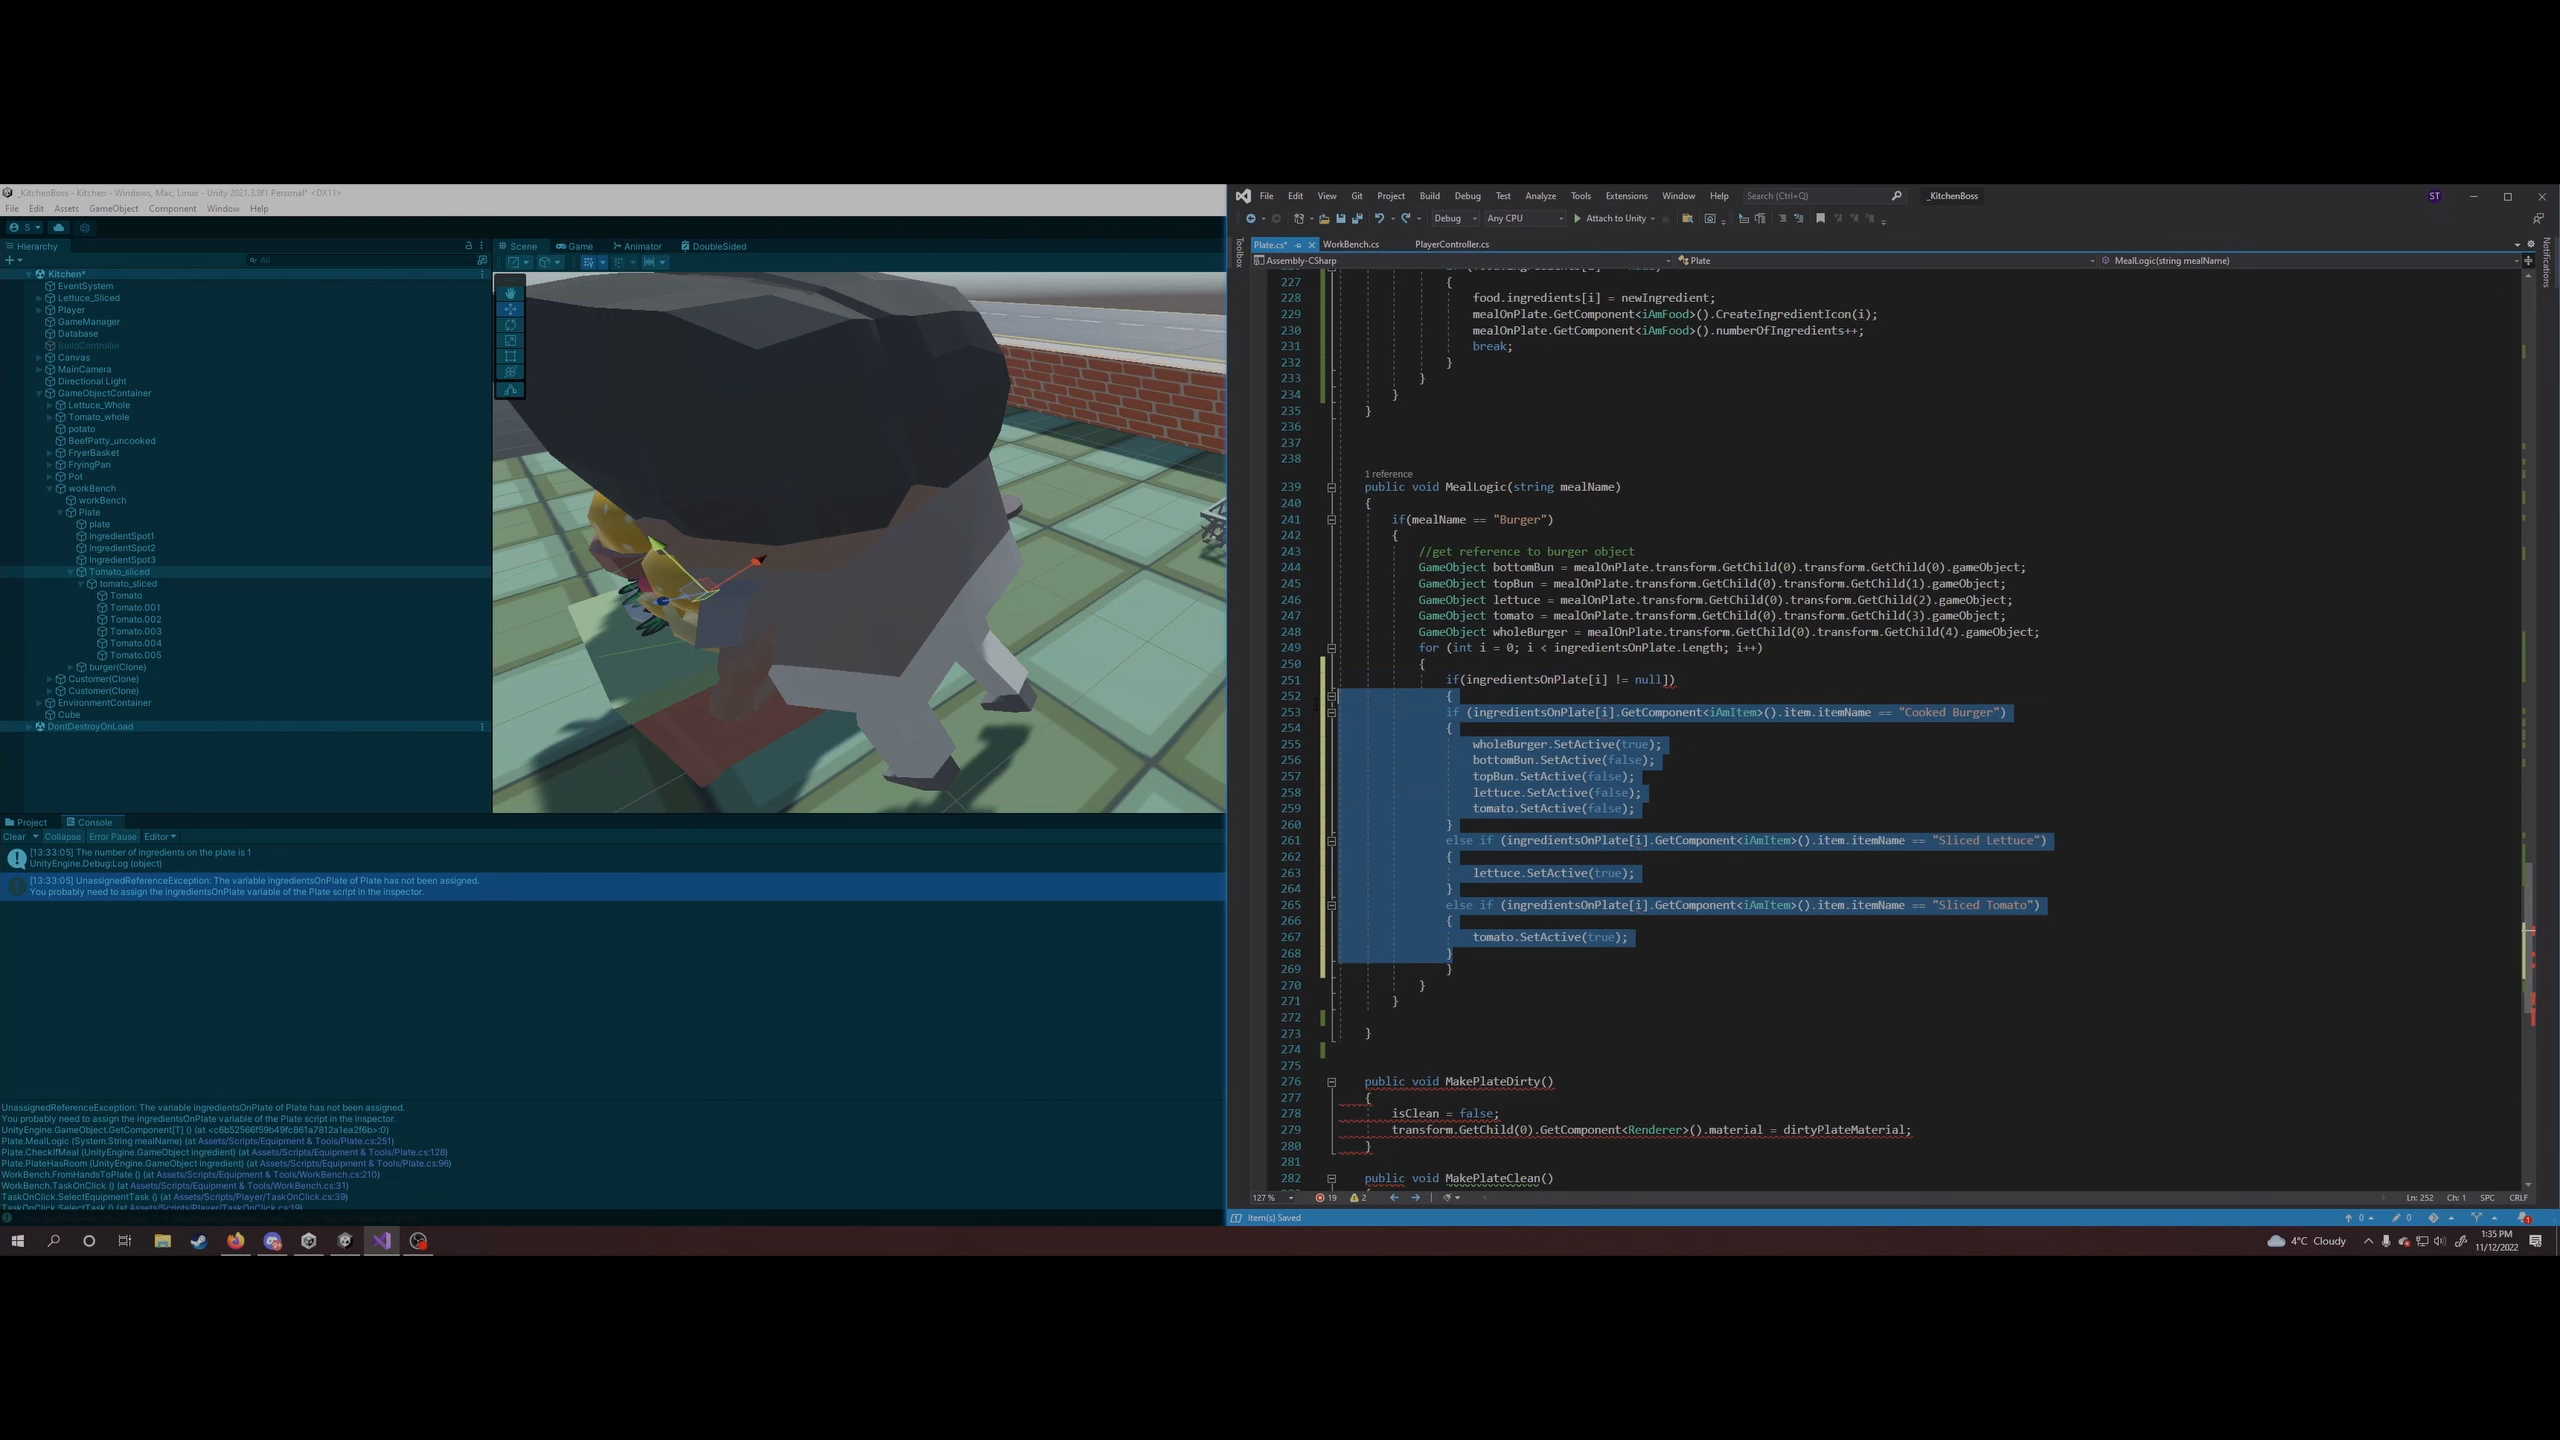 _KitchenBoss - Kitchen - Windows, Mac, Linux - Unity 2021.3.8f1 Personal* <DX11>
File Edit Assets GameObject Component Window Help
S
Hierarchy
All
Kitchen*
EventSystem
Lettuce_Sliced
Player
GameManager
Database
BuildController
Canvas
MainCamera
Directional Light
GameObjectContainer
Lettuce_Whole
Tomato_whole
potato
BeefPatty_uncooked
FryerBasket
FryingPan
Pot
workBench
workBench
Plate
plate
IngredientSpot1
IngredientSpot2
IngredientSpot3
Tomato_sliced
tomato_sliced
Tomato
Tomato.001
Tomato.002
Tomato.003
Tomato.004
Tomato.005
burger(Clone)
Customer(Clone)
Customer(Clone)
EnvironmentContainer
Cube
DontDestroyOnLoad
Scene Game Animator DoubleSided
Project Console
Clear Collapse Error Pause Editor
[13:33:05] The number of ingredients on the plate is 1
UnityEngine.Debug:Log (object)
[13:33:05] UnassignedReferenceException: The variable ingredientsOnPlate of Plate has not been assigned.
You probably need to assign the ingredientsOnPlate variable of the Plate script in the inspector.
UnassignedReferenceException: The variable ingredientsOnPlate of Plate has not been assigned.
You probably need to assign the ingredientsOnPlate variable of the Plate script in the inspector.
UnityEngine.GameObject.GetComponent[T] () (at <c6b52566f59b49fc861a7812a1ea2f6b>:0)
Plate.MealLogic (System.String mealName) (at Assets/Scripts/Equipment & Tools/Plate.cs:251)
Plate.CheckIfMeal (UnityEngine.GameObject ingredient) (at Assets/Scripts/Equipment & Tools/Plate.cs:128)
Plate.PlateHasRoom (UnityEngine.GameObject ingredient) (at Assets/Scripts/Equipment & Tools/Plate.cs:96)
WorkBench.FromHandsToPlate () (at Assets/Scripts/Equipment & Tools/WorkBench.cs:210)
WorkBench.TaskOnClick () (at Assets/Scripts/Equipment & Tools/WorkBench.cs:31)
TaskOnClick.SelectEquipmentTask () (at Assets/Scripts/Player/TaskOnClick.cs:39)
TaskOnClick.SelectTask () (at Assets/Scripts/Player/TaskOnClick.cs:19)
File Edit View Git Project Build Debug Test Analyze Tools Extensions Window Help Search (Ctrl+Q) _KitchenBoss ST
Debug Any CPU Attach to Unity
Toolbox
Notifications
Plate.cs* WorkBench.cs PlayerController.cs
Assembly-CSharp Plate MealLogic(string mealName)
227 {
228 food.ingredients[i] = newIngredient;
229 mealOnPlate.GetComponent<iAmFood>().CreateIngredientIcon(i);
230 mealOnPlate.GetComponent<iAmFood>().numberOfIngredients++;
231 break;
232 }
233 }
234 }
235 }
236
237
238
1 reference
239 public void MealLogic(string mealName)
240 {
241 if(mealName == "Burger")
242 {
243 //get reference to burger object
244 GameObject bottomBun = mealOnPlate.transform.GetChild(0).transform.GetChild(0).gameObject;
245 GameObject topBun = mealOnPlate.transform.GetChild(0).transform.GetChild(1).gameObject;
246 GameObject lettuce = mealOnPlate.transform.GetChild(0).transform.GetChild(2).gameObject;
247 GameObject tomato = mealOnPlate.transform.GetChild(0).transform.GetChild(3).gameObject;
248 GameObject wholeBurger = mealOnPlate.transform.GetChild(0).transform.GetChild(4).gameObject;
249 for (int i = 0; i < ingredientsOnPlate.Length; i++)
250 {
251 if(ingredientsOnPlate[i] != null])
252 {
253 if (ingredientsOnPlate[i].GetComponent<iAmItem>().item.itemName == "Cooked Burger")
254 {
255 wholeBurger.SetActive(true);
256 bottomBun.SetActive(false);
257 topBun.SetActive(false);
258 lettuce.SetActive(false);
259 tomato.SetActive(false);
260 }
261 else if (ingredientsOnPlate[i].GetComponent<iAmItem>().item.itemName == "Sliced Lettuce")
262 {
263 lettuce.SetActive(true);
264 }
265 else if (ingredientsOnPlate[i].GetComponent<iAmItem>().item.itemName == "Sliced Tomato")
266 {
267 tomato.SetActive(true);
268 }
269 }
270 }
271 }
272
273 }
274
275
276 public void MakePlateDirty()
277 {
278 isClean = false;
279 transform.GetChild(0).GetComponent<Renderer>().material = dirtyPlateMaterial;
280 }
281
282 public void MakePlateClean()
127 % 19 2 Ln: 252 Ch: 1 SPC CRLF
Item(s) Saved 0 0 1
4°C Cloudy 1:35 PM
11/12/2022